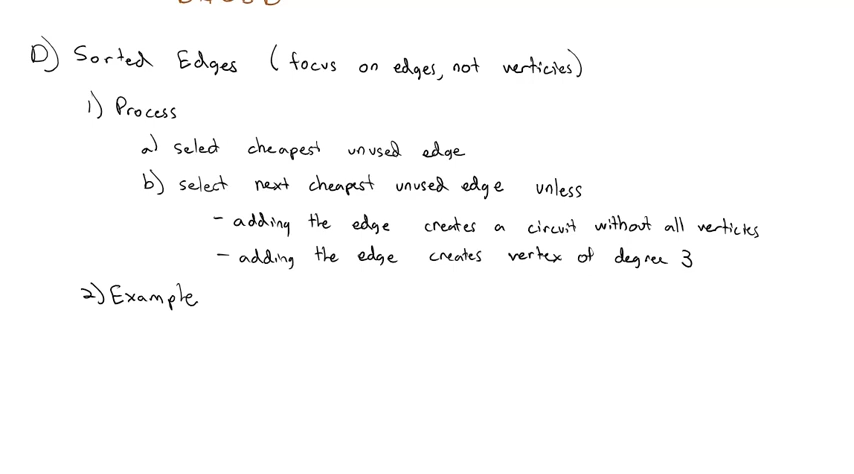 D) Sorted Edges (focus on edges, not verticies)
1) Process
a) select cheapest unused edge
b) select next cheapest unused edge unless
- adding the edge creates a circuit without all verticies
- adding the edge creates vertex of degree 3
2) Example